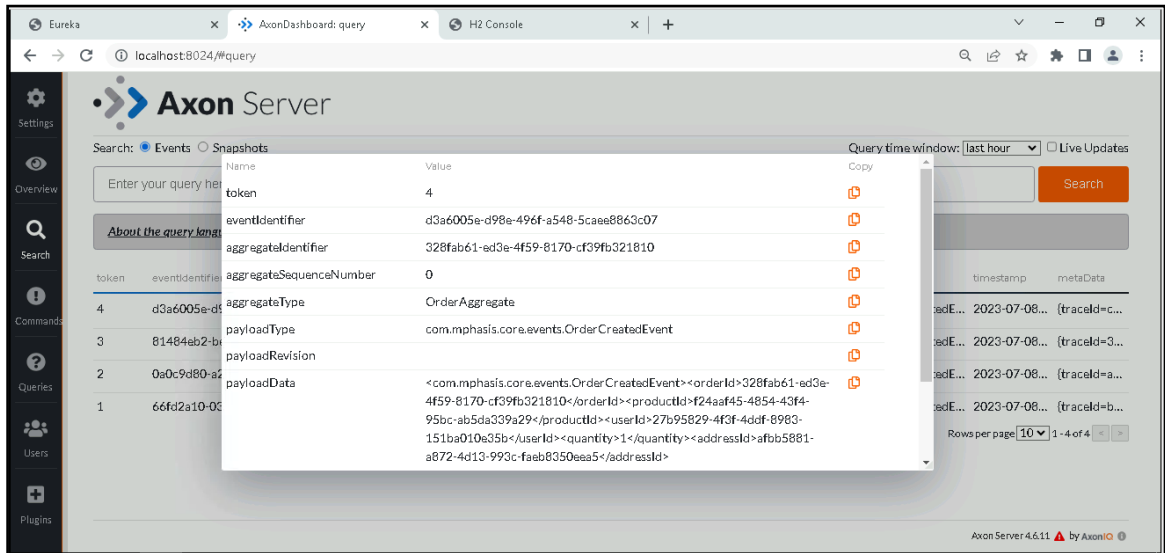 Eureka
AxonDashboard: query
H2 Console
localhost:8024/#query
Settings
Overview
Search
Commands
Queries
Users
Plugins
Axon Server
Search: Events Snapshots
Query time window: last hour Live Updates
Enter your query her
Search
About the query langu
token eventIdentifie timestamp metaData
4 d3a6005e-d9 edE... 2023-07-08... {traceId=c...
3 81484eb2-be edE... 2023-07-08... {traceId=3...
2 0a0c9d80-a2 edE... 2023-07-08... {traceId=a...
1 66fd2a10-03 edE... 2023-07-08... {traceId=b...
Rows per page 10 1 - 4 of 4 < >
Name Value Copy
token 4
eventIdentifier d3a6005e-d98e-496f-a548-5caee8863c07
aggregateIdentifier 328fab61-ed3e-4f59-8170-cf39fb321810
aggregateSequenceNumber 0
aggregateType OrderAggregate
payloadType com.mphasis.core.events.OrderCreatedEvent
payloadRevision
payloadData <com.mphasis.core.events.OrderCreatedEvent><orderId>328fab61-ed3e-
4f59-8170-cf39fb321810</orderId><productId>f24aaf45-4854-43f4-
95bc-ab5da339a29</productId><userId>27b95829-4f3f-4ddf-8983-
151ba010e35b</userId><quantity>1</quantity><addressId>afbb5881-
a872-4d13-993c-faeb8350eea5</addressId>
Axon Server 4.6.11 by AxonIQ